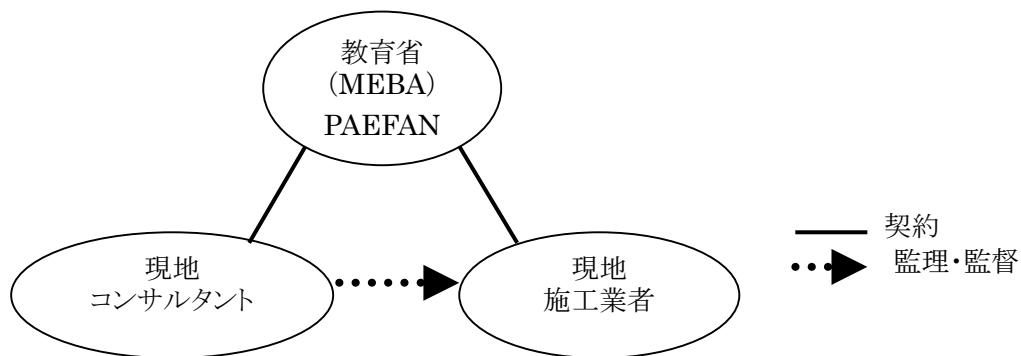 教育省
(MEBA)
PAEFAN
現地
コンサルタント
現地
施工業者
契約
監理・監督